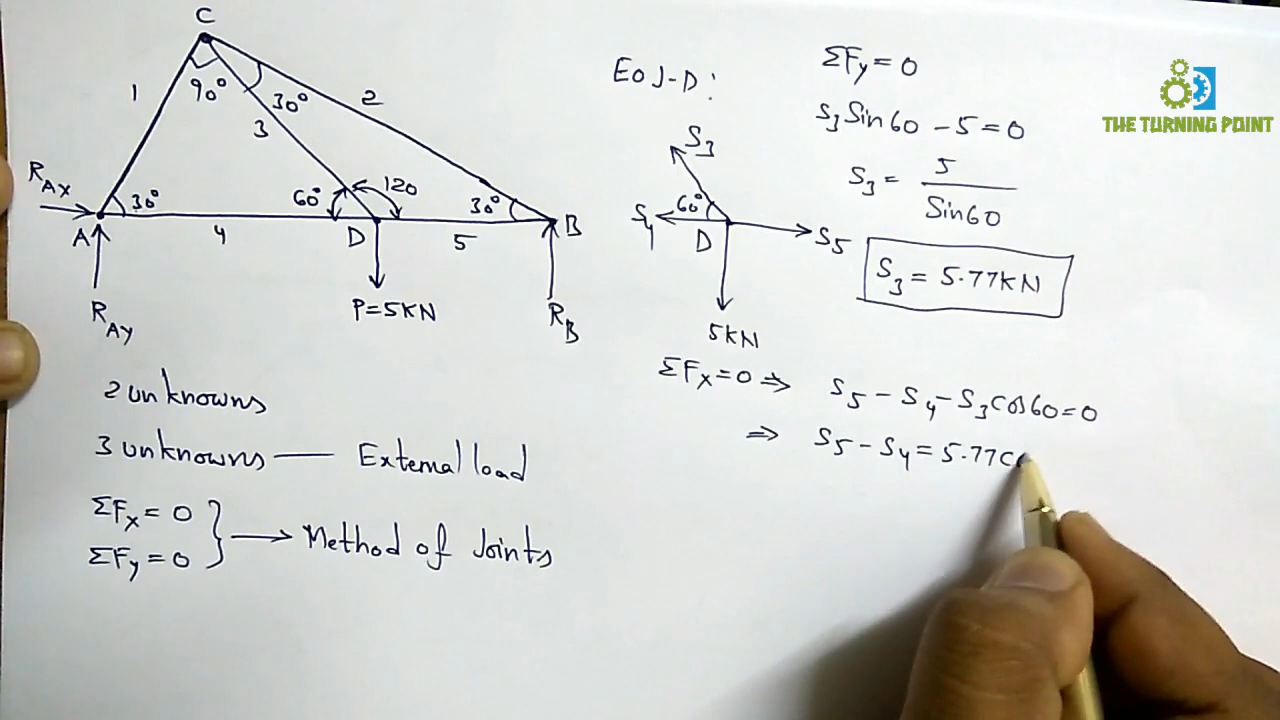 C
1
90°
30°
2
3
R_AX
30°
60°
120
30°
A
4
D
5
B
R_AY
P=5KN
R_B
2 unknowns
3 unknowns — External load
ΣF_x = 0
ΣF_y = 0
} → Method of Joints
EOJ-D:
S_3
60°
S_4
D
S_5
5KN
ΣF_y = 0
S_3 Sin60 - 5 = 0
S_3 = 5 / Sin60
S_3 = 5.77KN
ΣF_x = 0 ⇒ S_5 - S_4 - S_3 cos60 = 0
⇒ S_5 - S_4 = 5.77c
THE TURNING POINT